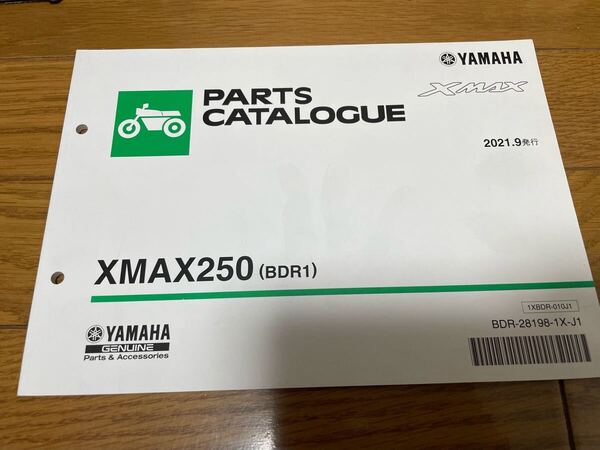 YAMAHA
XMAX
PARTS
CATALOGUE
2021.9発行
XMAX250 (BDR1)
1XBDR-010J1
BDR-28198-1X-J1
YAMAHA
GENUINE
Parts & Accessories